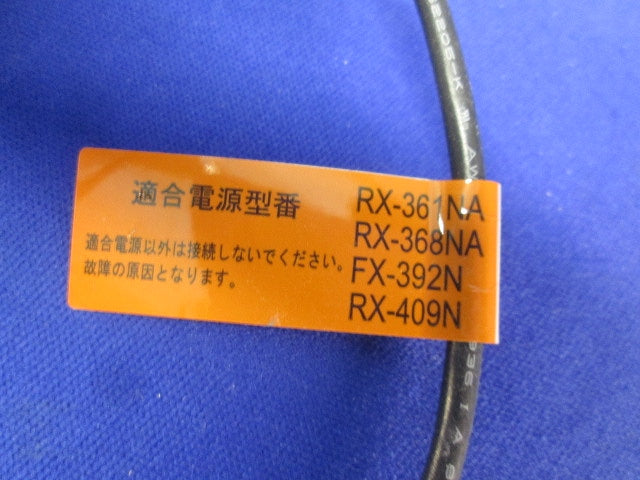 適合電源型番
適合電源以外は接続しないでください。
故障の原因となります。
RX-361NA
RX-368NA
FX-392N
RX-409N